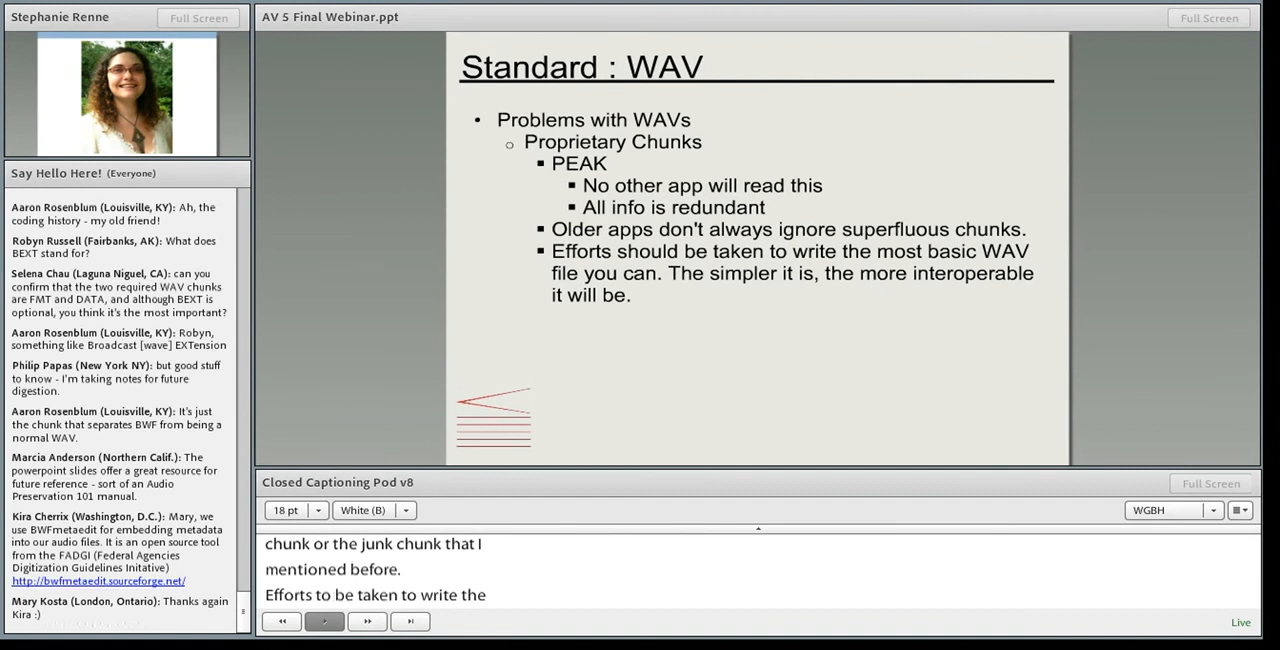 Stephanie Renne
Full Screen
Say Hello Here! (Everyone)
Aaron Rosenblum (Louisville, KY): Ah, the
coding history - my old friend!
Robyn Russell (Fairbanks, AK): What does
BEXT stand for?
Selena Chau (Laguna Niguel, CA): can you
confirm that the two required WAV chunks
are FMT and DATA, and although BEXT is
optional, you think it's the most important?
Aaron Rosenblum (Louisville, KY): Robyn,
something like Broadcast [wave] EXTension
Philip Papas (New York NY): but good stuff
to know - I'm taking notes for future
digestion.
Aaron Rosenblum (Louisville, KY): It's just
the chunk that separates BWF from being a
normal WAV.
Marcia Anderson (Northern Calif.): The
powerpoint slides offer a great resource for
future reference - sort of an Audio
Preservation 101 manual.
Kira Cherrix (Washington, D.C.): Mary, we
use BWFmetaedit for embedding metadata
into our audio files. It is an open source tool
from the FADGI (Federal Agencies
Digitization Guidelines Initative)
http://bwfmetaedit.sourceforge.net/
Mary Kosta (London, Ontario): Thanks again
Kira :)
AV 5 Final Webinar.ppt
Full Screen
Standard : WAV
• Problems with WAVs
o Proprietary Chunks
▪ PEAK
▪ No other app will read this
▪ All info is redundant
▪ Older apps don't always ignore superfluous chunks.
▪ Efforts should be taken to write the most basic WAV
file you can. The simpler it is, the more interoperable
it will be.
Closed Captioning Pod v8
Full Screen
18 pt
White (B)
WGBH
chunk or the junk chunk that I
mentioned before.
Efforts to be taken to write the
Live